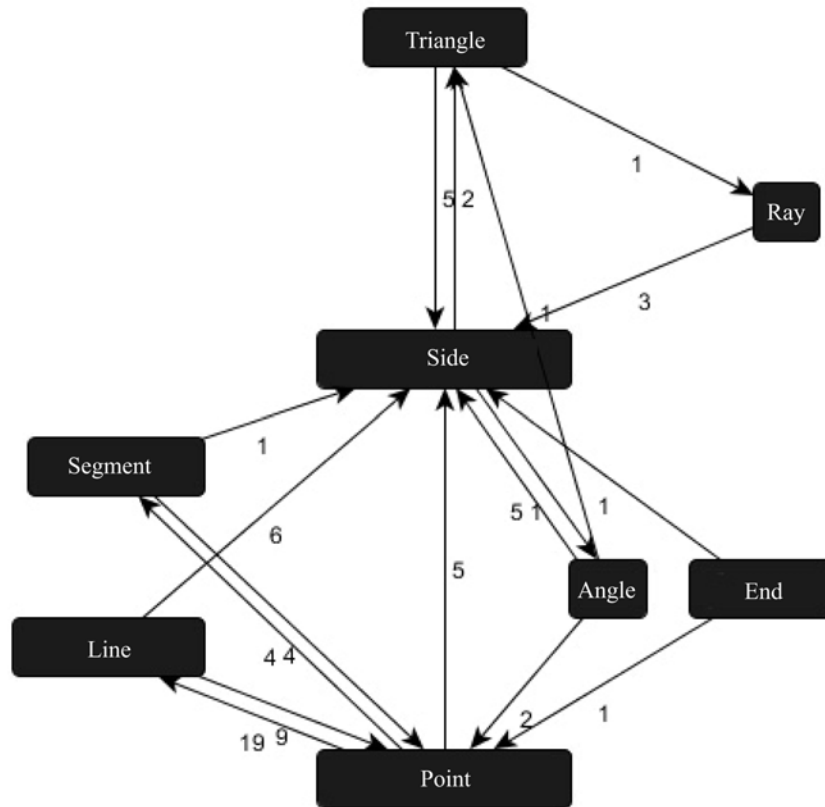 Triangle
1
Ray
5 2
3
1
Side
Segment
1
6
5 1
1
5
Angle
End
Line
4 4
19 9
2
1
Point